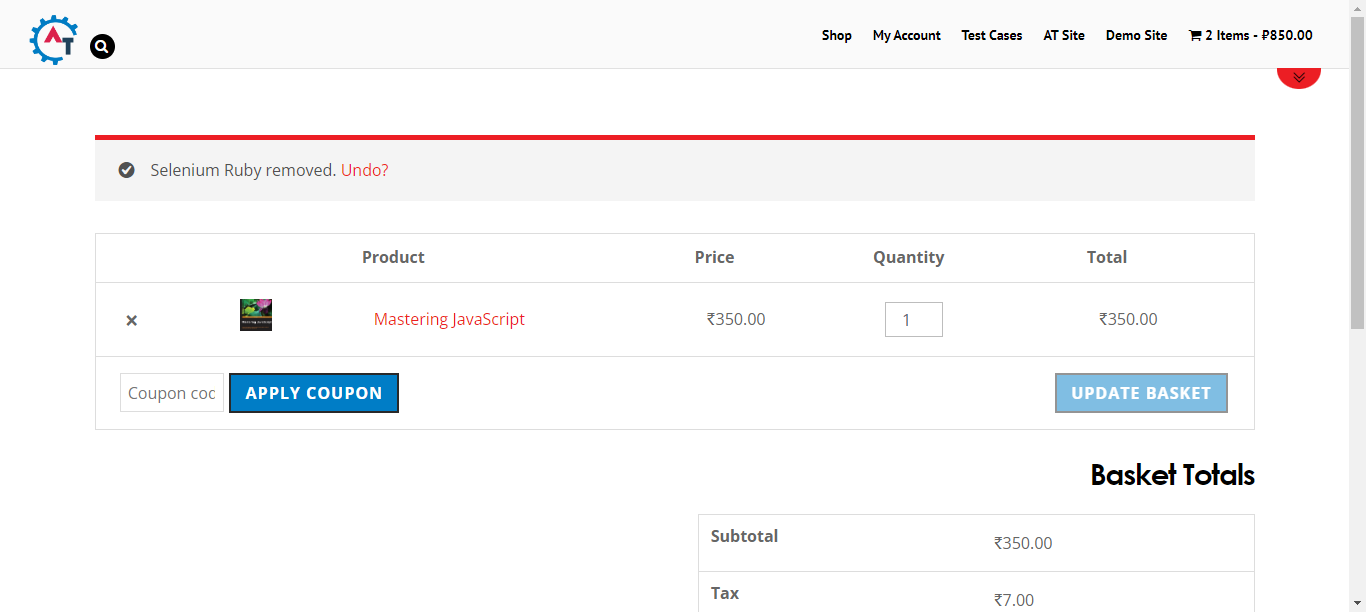 AT
Shop My Account Test Cases AT Site Demo Site 2 Items - ₽850.00
Selenium Ruby removed. Undo?
Product Price Quantity Total
× Mastering JavaScript ₹350.00 1 ₹350.00
Coupon coc APPLY COUPON UPDATE BASKET
Basket Totals
Subtotal ₹350.00
Tax ₹7.00